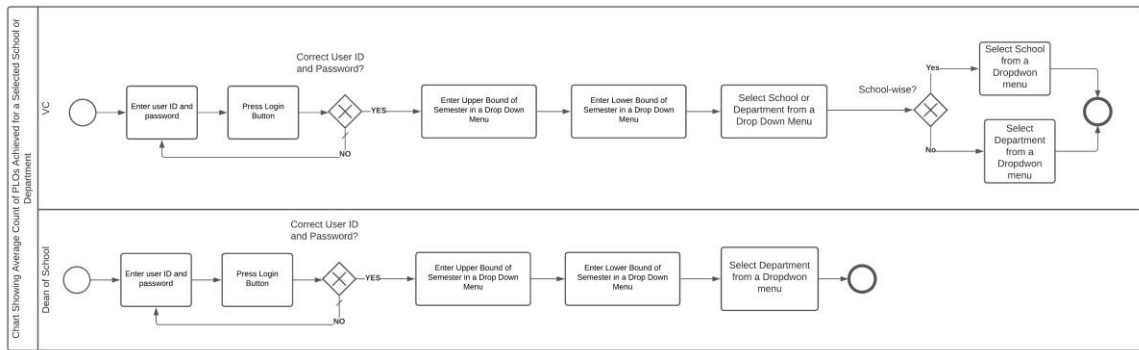 Chart Showing Average Count of PLOs Achieved for a Selected School or
Department
VC
Enter user ID and
password
Press Login
Button
Correct User ID
and Password?
YES
NO
Enter Upper Bound of
Semester in a Drop Down
Menu
Enter Lower Bound of
Semester in a Drop Down
Menu
Select School or
Department from a
Drop Down Menu
School-wise?
Yes
Select School
from a
Dropdwon
menu
No
Select
Department
from a
Dropdwon
menu
Dean of School
Enter user ID and
password
Press Login
Button
Correct User ID
and Password?
YES
NO
Enter Upper Bound of
Semester in a Drop Down
Menu
Enter Lower Bound of
Semester in a Drop Down
Menu
Select Department
from a Dropdwon
menu